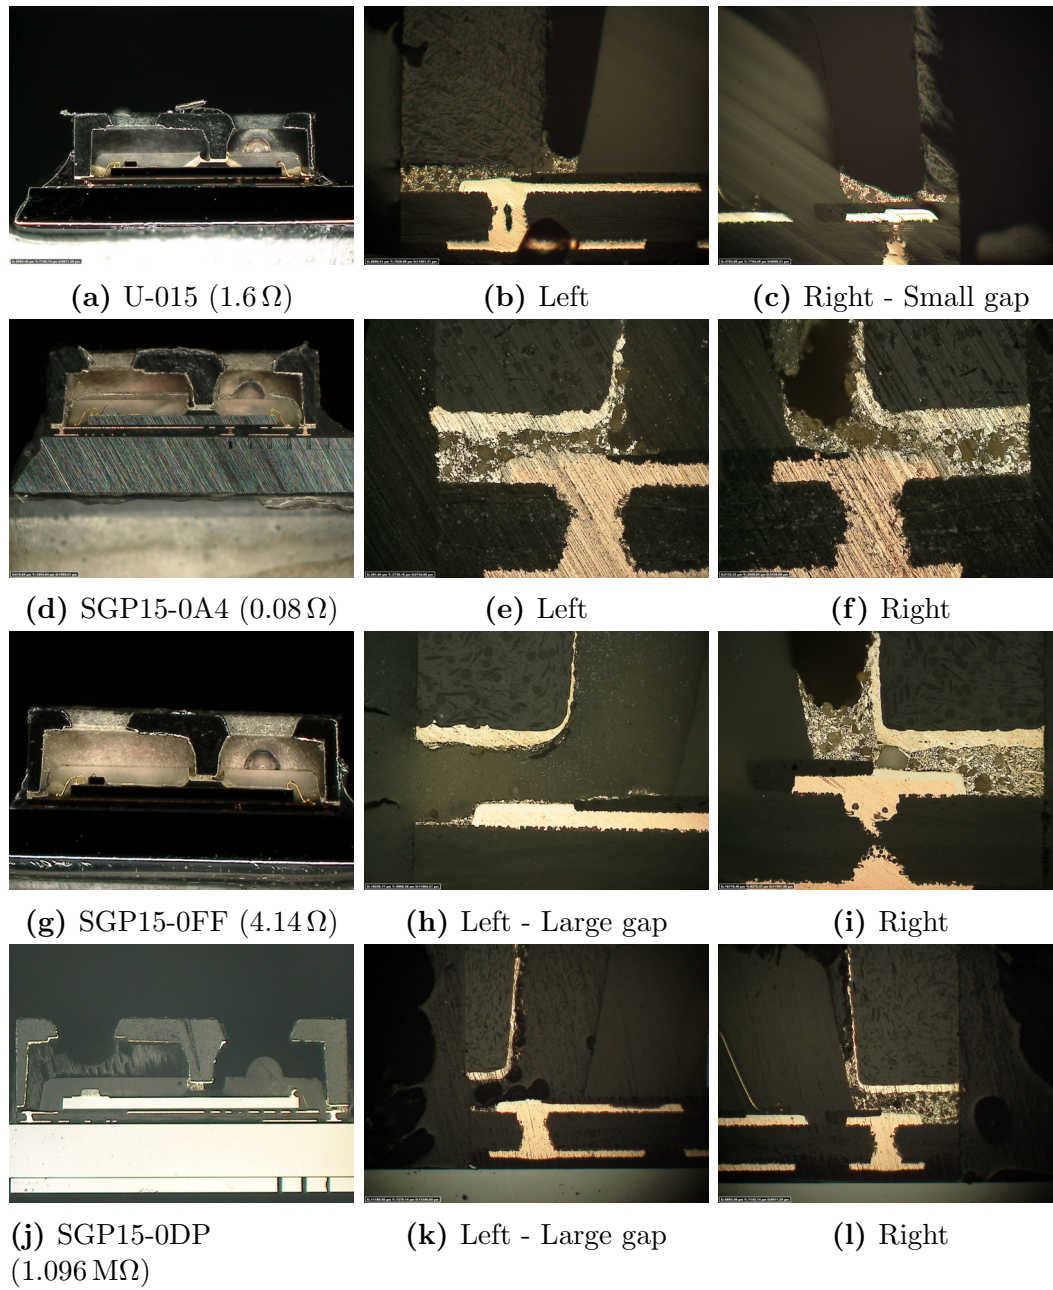 (a) U-015 (1.6 Ω)
(b) Left
(c) Right - Small gap
(d) SGP15-0A4 (0.08 Ω)
(e) Left
(f) Right
(g) SGP15-0FF (4.14 Ω)
(h) Left - Large gap
(i) Right
(j) SGP15-0DP
(1.096 MΩ)
(k) Left - Large gap
(l) Right